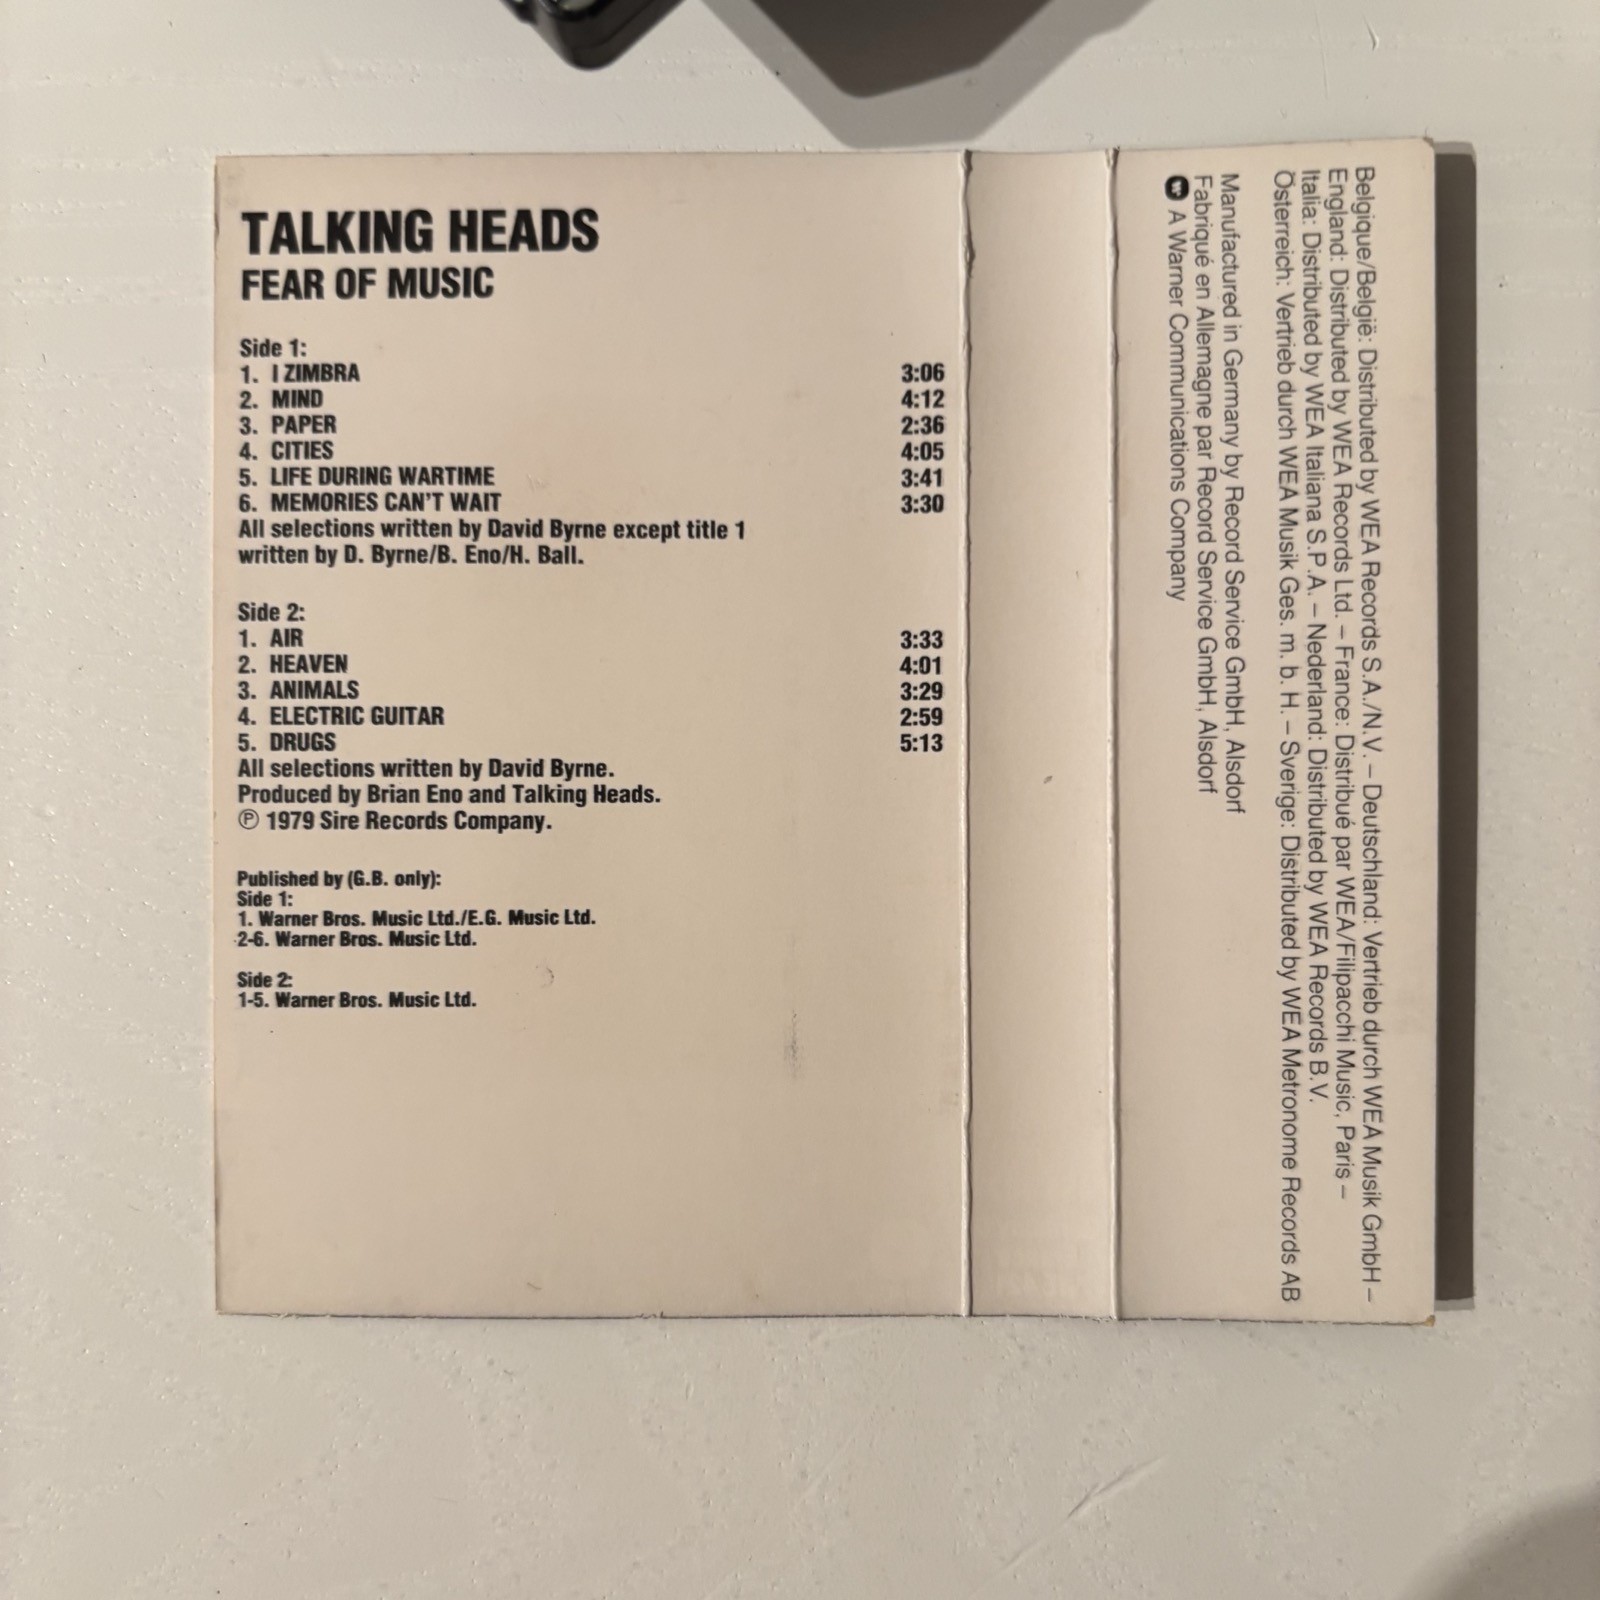 TALKING HEADS
FEAR OF MUSIC
Side 1:
1. I ZIMBRA 3:06
2. MIND 4:12
3. PAPER 2:36
4. CITIES 4:05
5. LIFE DURING WARTIME 3:41
6. MEMORIES CAN'T WAIT 3:30
All selections written by David Byrne except title 1
written by D. Byrne/B. Eno/H. Ball.
Side 2:
1. AIR 3:33
2. HEAVEN 4:01
3. ANIMALS 3:29
4. ELECTRIC GUITAR 2:59
5. DRUGS 5:13
All selections written by David Byrne.
Produced by Brian Eno and Talking Heads.
℗ 1979 Sire Records Company.
Published by (G.B. only):
Side 1:
1. Warner Bros. Music Ltd./E.G. Music Ltd.
2-6. Warner Bros. Music Ltd.
Side 2:
1-5. Warner Bros. Music Ltd.
Belgique/België: Distributed by WEA Records S.A./N.V. – Deutschland: Vertrieb durch WEA Musik GmbH –
England: Distributed by WEA Records Ltd. – France: Distribué par WEA/Filipacchi Music, Paris –
Italia: Distributed by WEA Italiana S.P.A. – Nederland: Distributed by WEA Records B.V.
Österreich: Vertrieb durch WEA Musik Ges. m. b. H. – Sverige: Distributed by WEA Metronome Records AB
Manufactured in Germany by Record Service GmbH, Alsdorf
Fabriqué en Allemagne par Record Service GmbH, Alsdorf
A Warner Communications Company